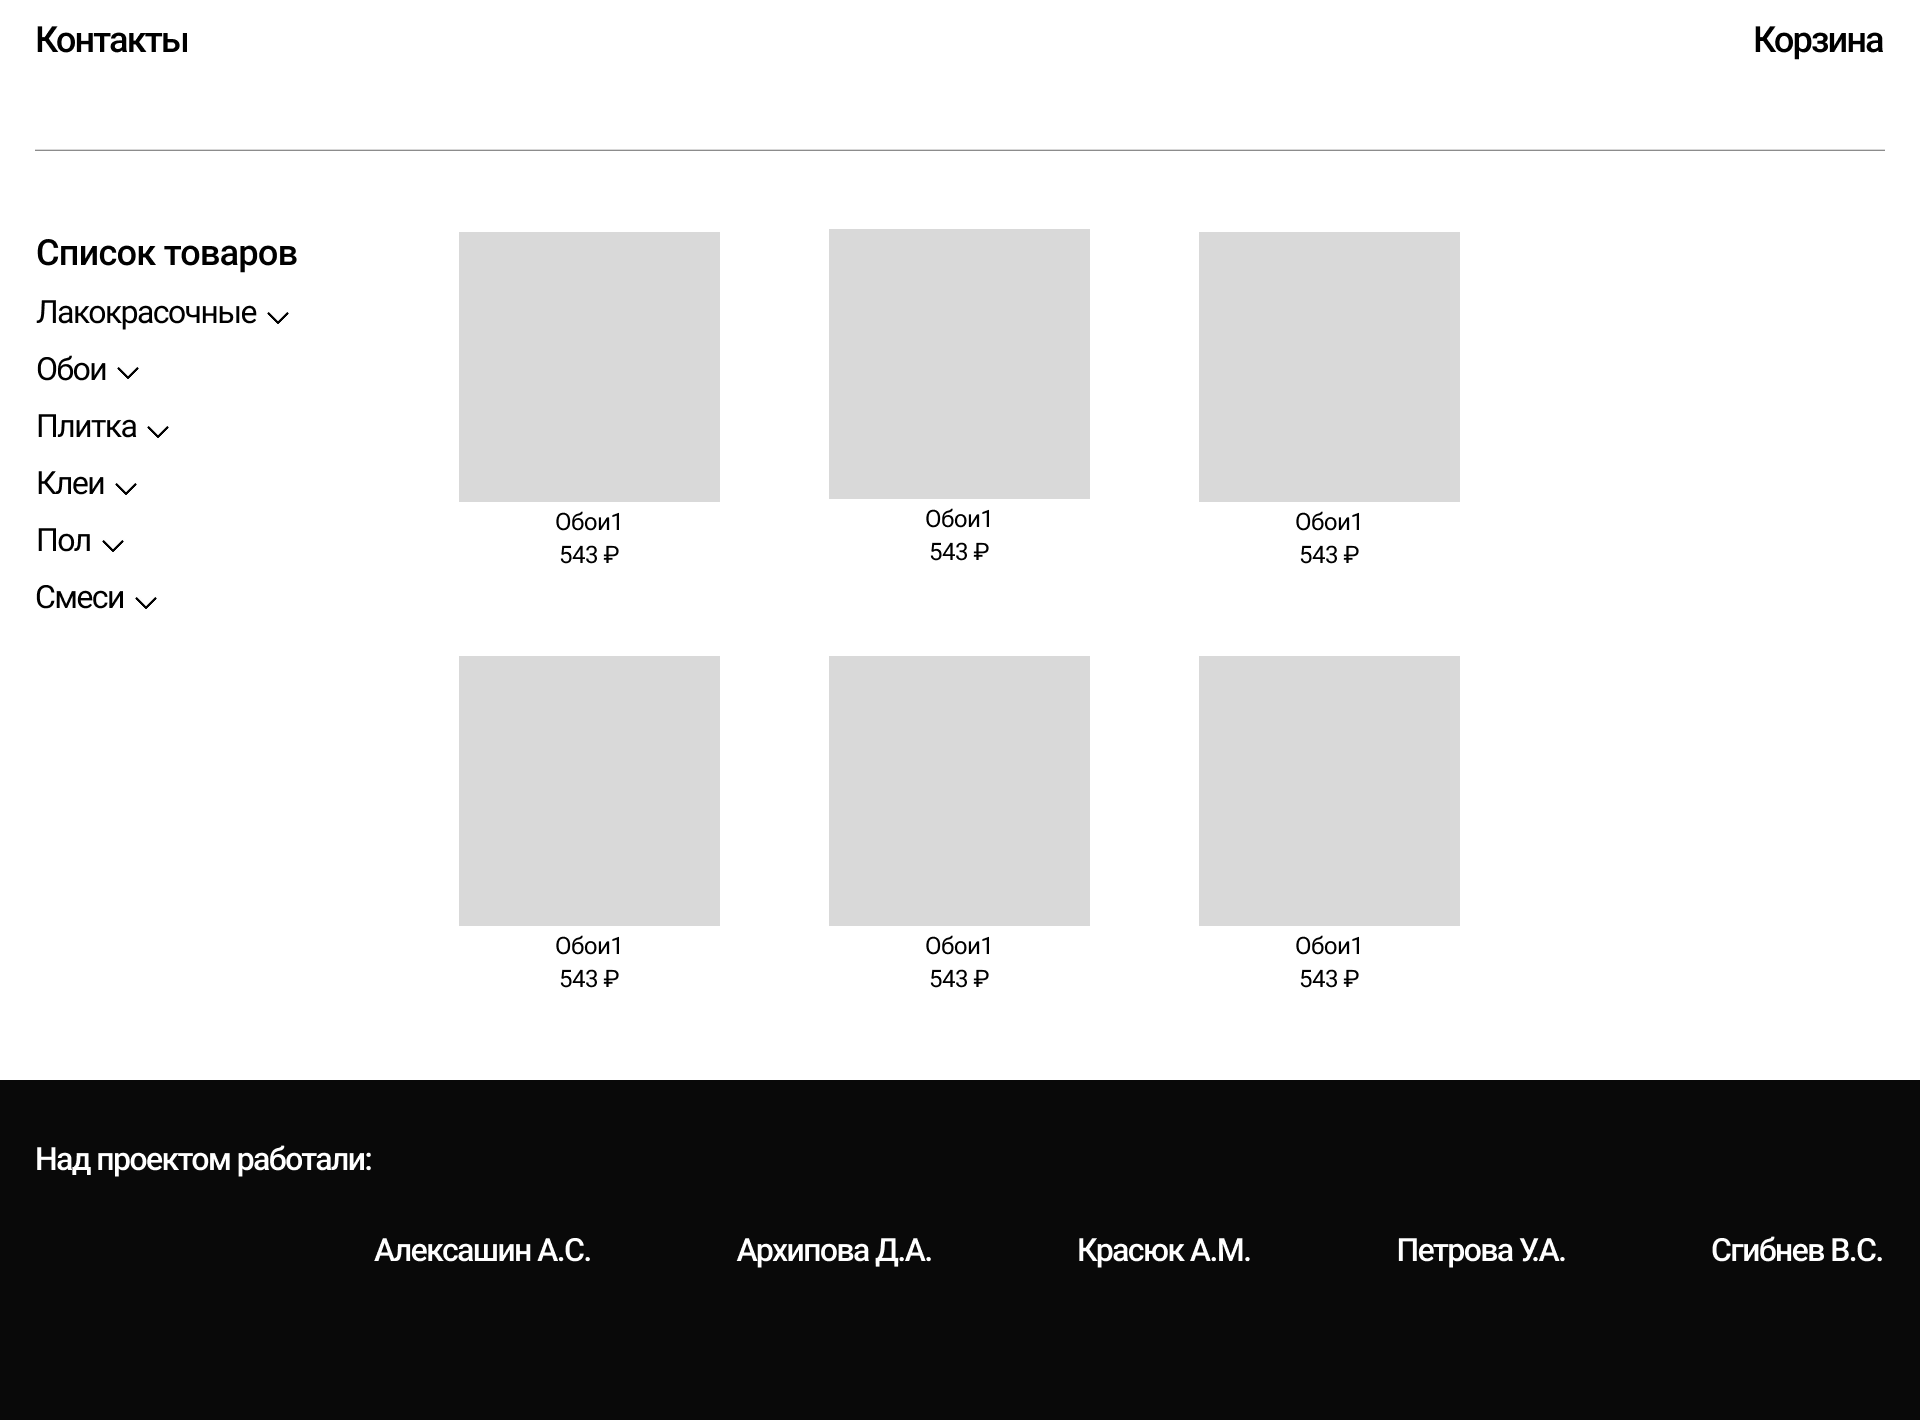 Контакты
Корзина
Список товаров
Лакокрасочные
Обои
Плитка
Клеи
Пол
Смеси
Обои1
543 ₽
Обои1
543 ₽
Обои1
543 ₽
Обои1
543 ₽
Обои1
543 ₽
Обои1
543 ₽
Над проектом работали:
Алексашин А.С.
Архипова Д.А.
Красюк А.М.
Петрова У.А.
Сгибнев В.С.